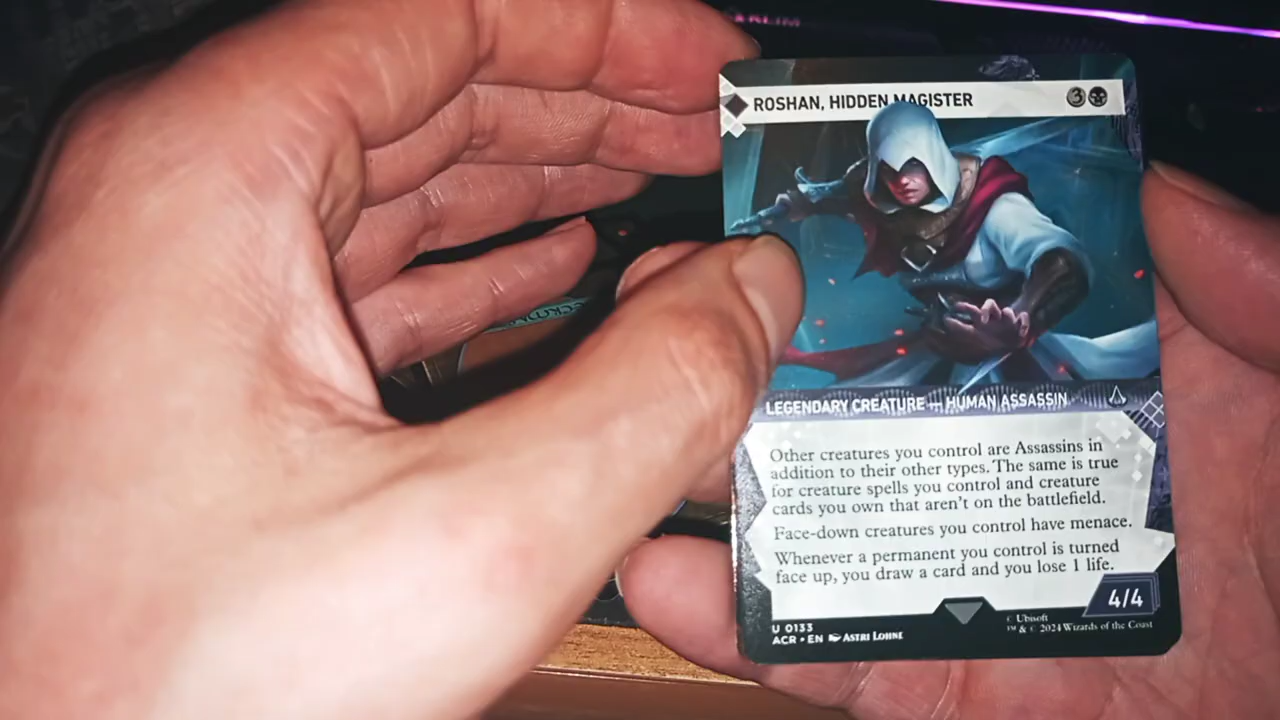 KLIM
ROSHAN, HIDDEN MAGISTER
3
LEGENDARY CREATURE — HUMAN ASSASSIN
Other creatures you control are Assassins in
addition to their other types. The same is true
for creature spells you control and creature
cards you own that aren't on the battlefield.
Face-down creatures you control have menace.
Whenever a permanent you control is turned
face up, you draw a card and you lose 1 life.
4/4
U 0133
ACR • EN ASTRI LOHNE
© Ubisoft
™ & © 2024 Wizards of the Coast